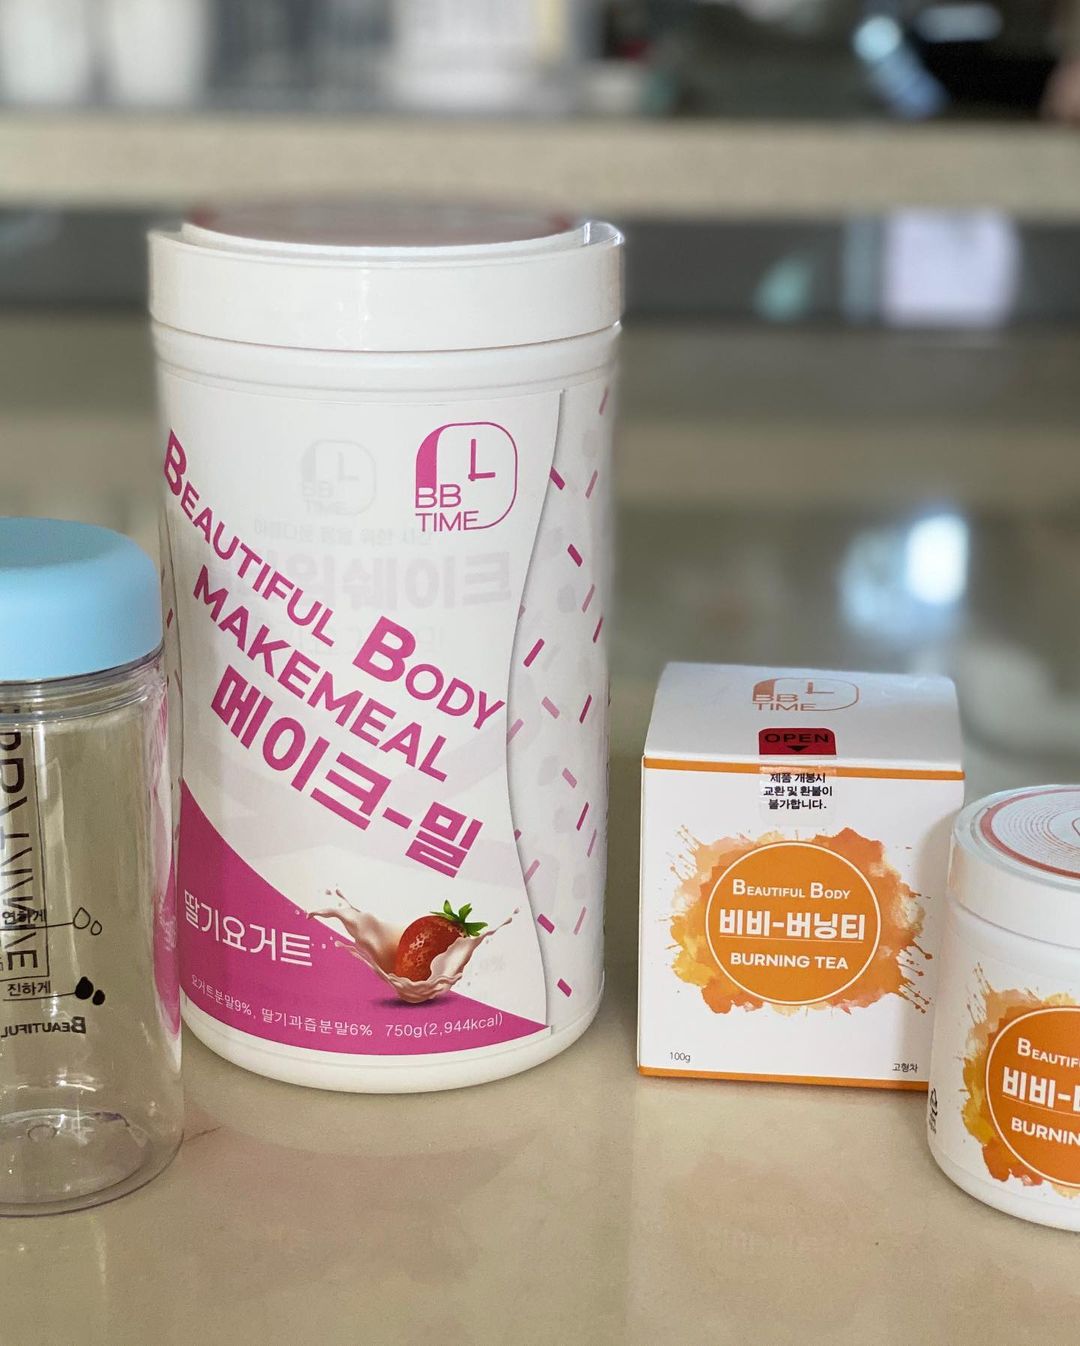 BB
TIME
BEAUTIFUL BODY
MAKEMEAL
메이크-밀
딸기요거트
요거트분말9%, 딸기과즙분말6% 750g(2,944kcal)
연하게
진하게
BEAUTIFUL
BB
TIME
OPEN
제품 개봉시
교환 및 환불이
불가합니다.
BEAUTIFUL BODY
비비-버닝티
BURNING TEA
100g
고형차
비비-